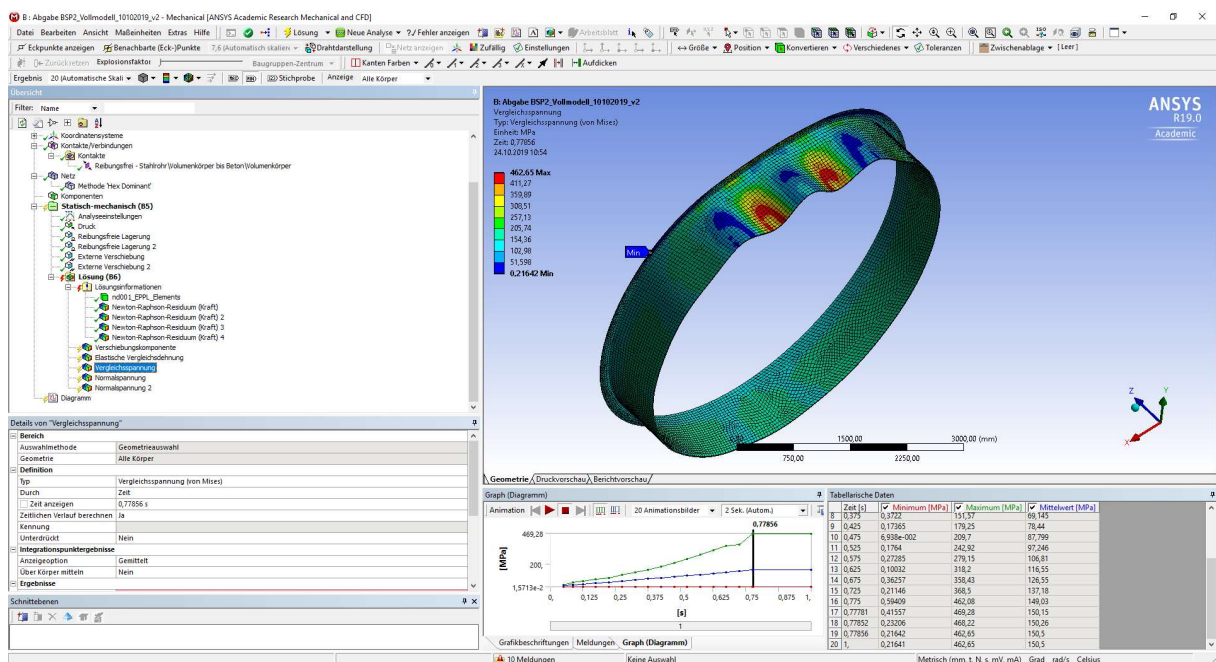 B : Abgabe BSP2_Vollmodell_10102019_v2 - Mechanical [ANSYS Academic Research Mechanical and CFD]
Datei Bearbeiten Ansicht Maßeinheiten Extras Hilfe Lösung Neue Analyse ?/ Fehler anzeigen Arbeitsblatt
Eckpunkte anzeigen Benachbarte (Eck-)Punkte 7,6 (Automatisch skalieren Drahtdarstellung Netz anzeigen Zufällig Einstellungen Größe Position Konvertieren Verschiedenes Toleranzen Zwischenablage [Leer]
Zurücksetzen Explosionsfaktor Baugruppen-Zentrum Kanten Farben Aufdicken
Ergebnis 20 (Automatische Skali Stichprobe Anzeige Alle Körper
Übersicht
Filter: Name
Koordinatensysteme
Kontakte/Verbindungen
Kontakte
Reibungsfrei - Stahlrohr\Volumenkörper bis Beton\Volumenkörper
Netz
Methode 'Hex Dominant'
Komponenten
Statisch-mechanisch (B5)
Analyseeinstellungen
Druck
Reibungsfreie Lagerung
Reibungsfreie Lagerung 2
Externe Verschiebung
Externe Verschiebung 2
Lösung (B6)
Lösungsinformationen
nd001_EPPL_Elements
Newton-Raphson-Residuum (Kraft)
Newton-Raphson-Residuum (Kraft) 2
Newton-Raphson-Residuum (Kraft) 3
Newton-Raphson-Residuum (Kraft) 4
Verschiebungskomponente
Elastische Vergleichsdehnung
Vergleichsspannung
Normalspannung
Normalspannung 2
Diagramm
Details von "Vergleichsspannung"
Bereich
Auswahlmethode Geometrieauswahl
Geometrie Alle Körper
Definition
Typ Vergleichsspannung (von Mises)
Durch Zeit
Zeit anzeigen 0,77856 s
Zeitlichen Verlauf berechnen Ja
Kennung
Unterdrückt Nein
Integrationspunktergebnisse
Anzeigeoption Gemittelt
Über Körper mitteln Nein
Ergebnisse
Schnittebenen
B: Abgabe BSP2_Vollmodell_10102019_v2
Vergleichsspannung
Typ: Vergleichsspannung (von Mises)
Einheit: MPa
Zeit: 0,77856
24.10.2019 10:54
462,65 Max
411,27
359,89
308,51
257,13
205,74
154,36
102,98
51,598
0,21642 Min
Min
ANSYS
R19.0
Academic
Z Y
X
0,00 1500,00 3000,00 (mm)
750,00 2250,00
Geometrie Druckvorschau Berichtvorschau
Graph (Diagramm)
Animation 20 Animationsbilder 2 Sek. (Autom.)
0,77856
469,28
200,
1,5713e-2
[MPa]
0, 0,125 0,25 0,375 0,5 0,625 0,75 0,875 1,
[s]
1
Grafikbeschriftungen Meldungen Graph (Diagramm)
Tabellarische Daten
Zeit [s] Minimum [MPa] Maximum [MPa] Mittelwert [MPa]
8 0,375 0,3722 151,57 69,145
9 0,425 0,17365 179,25 78,44
10 0,475 6,938e-002 209,7 87,799
11 0,525 0,1764 242,92 97,246
12 0,575 0,27285 279,15 106,81
13 0,625 0,10032 318,2 116,55
14 0,675 0,36257 358,43 126,55
15 0,725 0,21146 368,5 137,18
16 0,775 0,59409 462,08 149,03
17 0,77781 0,41557 469,28 150,15
18 0,77852 0,23206 468,22 150,26
19 0,77856 0,21642 462,65 150,5
20 1, 0,21641 462,65 150,5
10 Meldungen Keine Auswahl Metrisch (mm, t, N, s, mV, mA) Grad rad/s Celsius